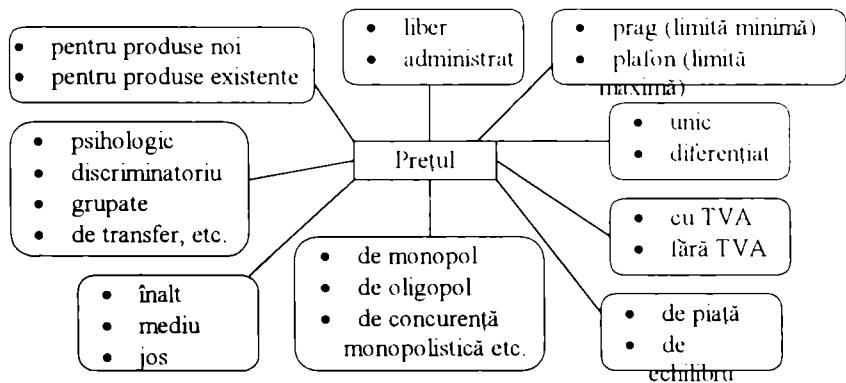 • pentru produse noi
• pentru produse existente
• liber
• administrat
• prag (limită minimă)
• plafon (limită
maximă)
• psihologic
• discriminatoriu
• grupate
• de transfer, etc.
Prețul
• unic
• diferențiat
• cu TVA
• fără TVA
• înalt
• mediu
• jos
• de monopol
• de oligopol
• de concurență
monopolistică etc.
• de piață
• de
echilibru